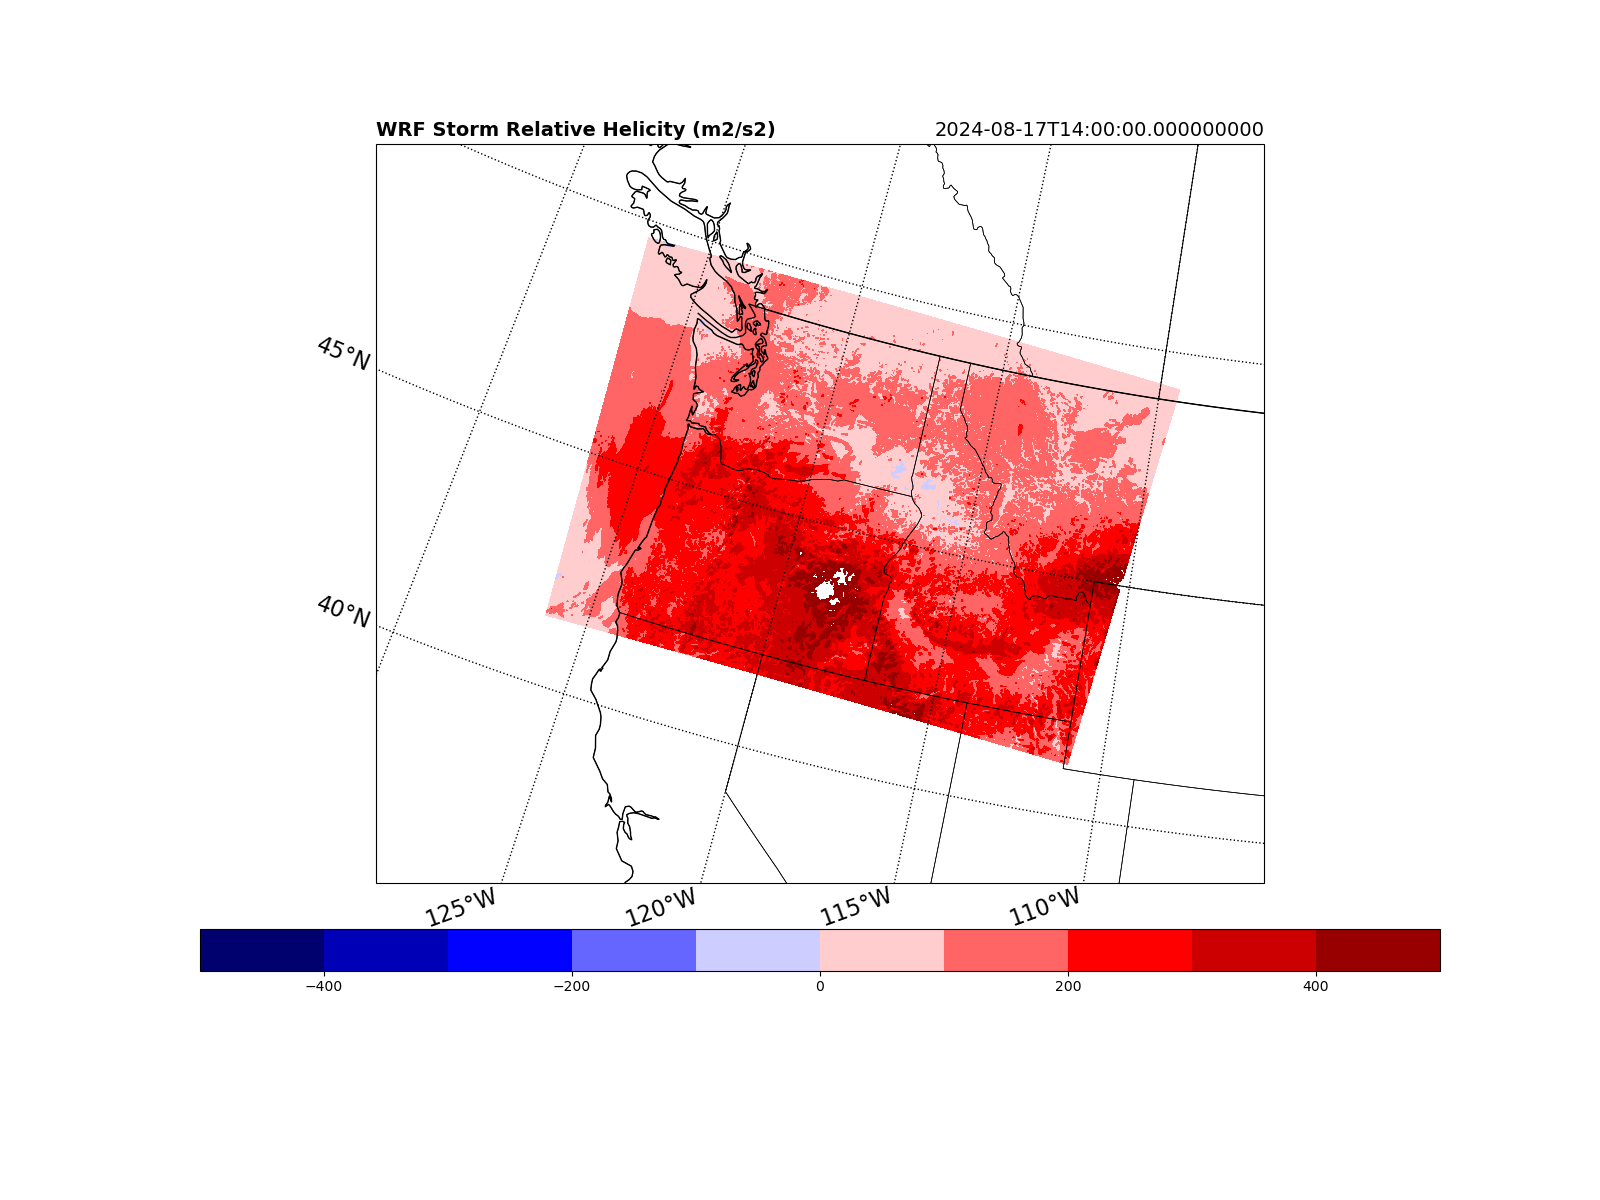 WRF Storm Relative Helicity (m2/s2) 2024-08-17T14:00:00.000000000
45°N
40°N
125°W 120°W 115°W 110°W
−400 −200 0 200 400